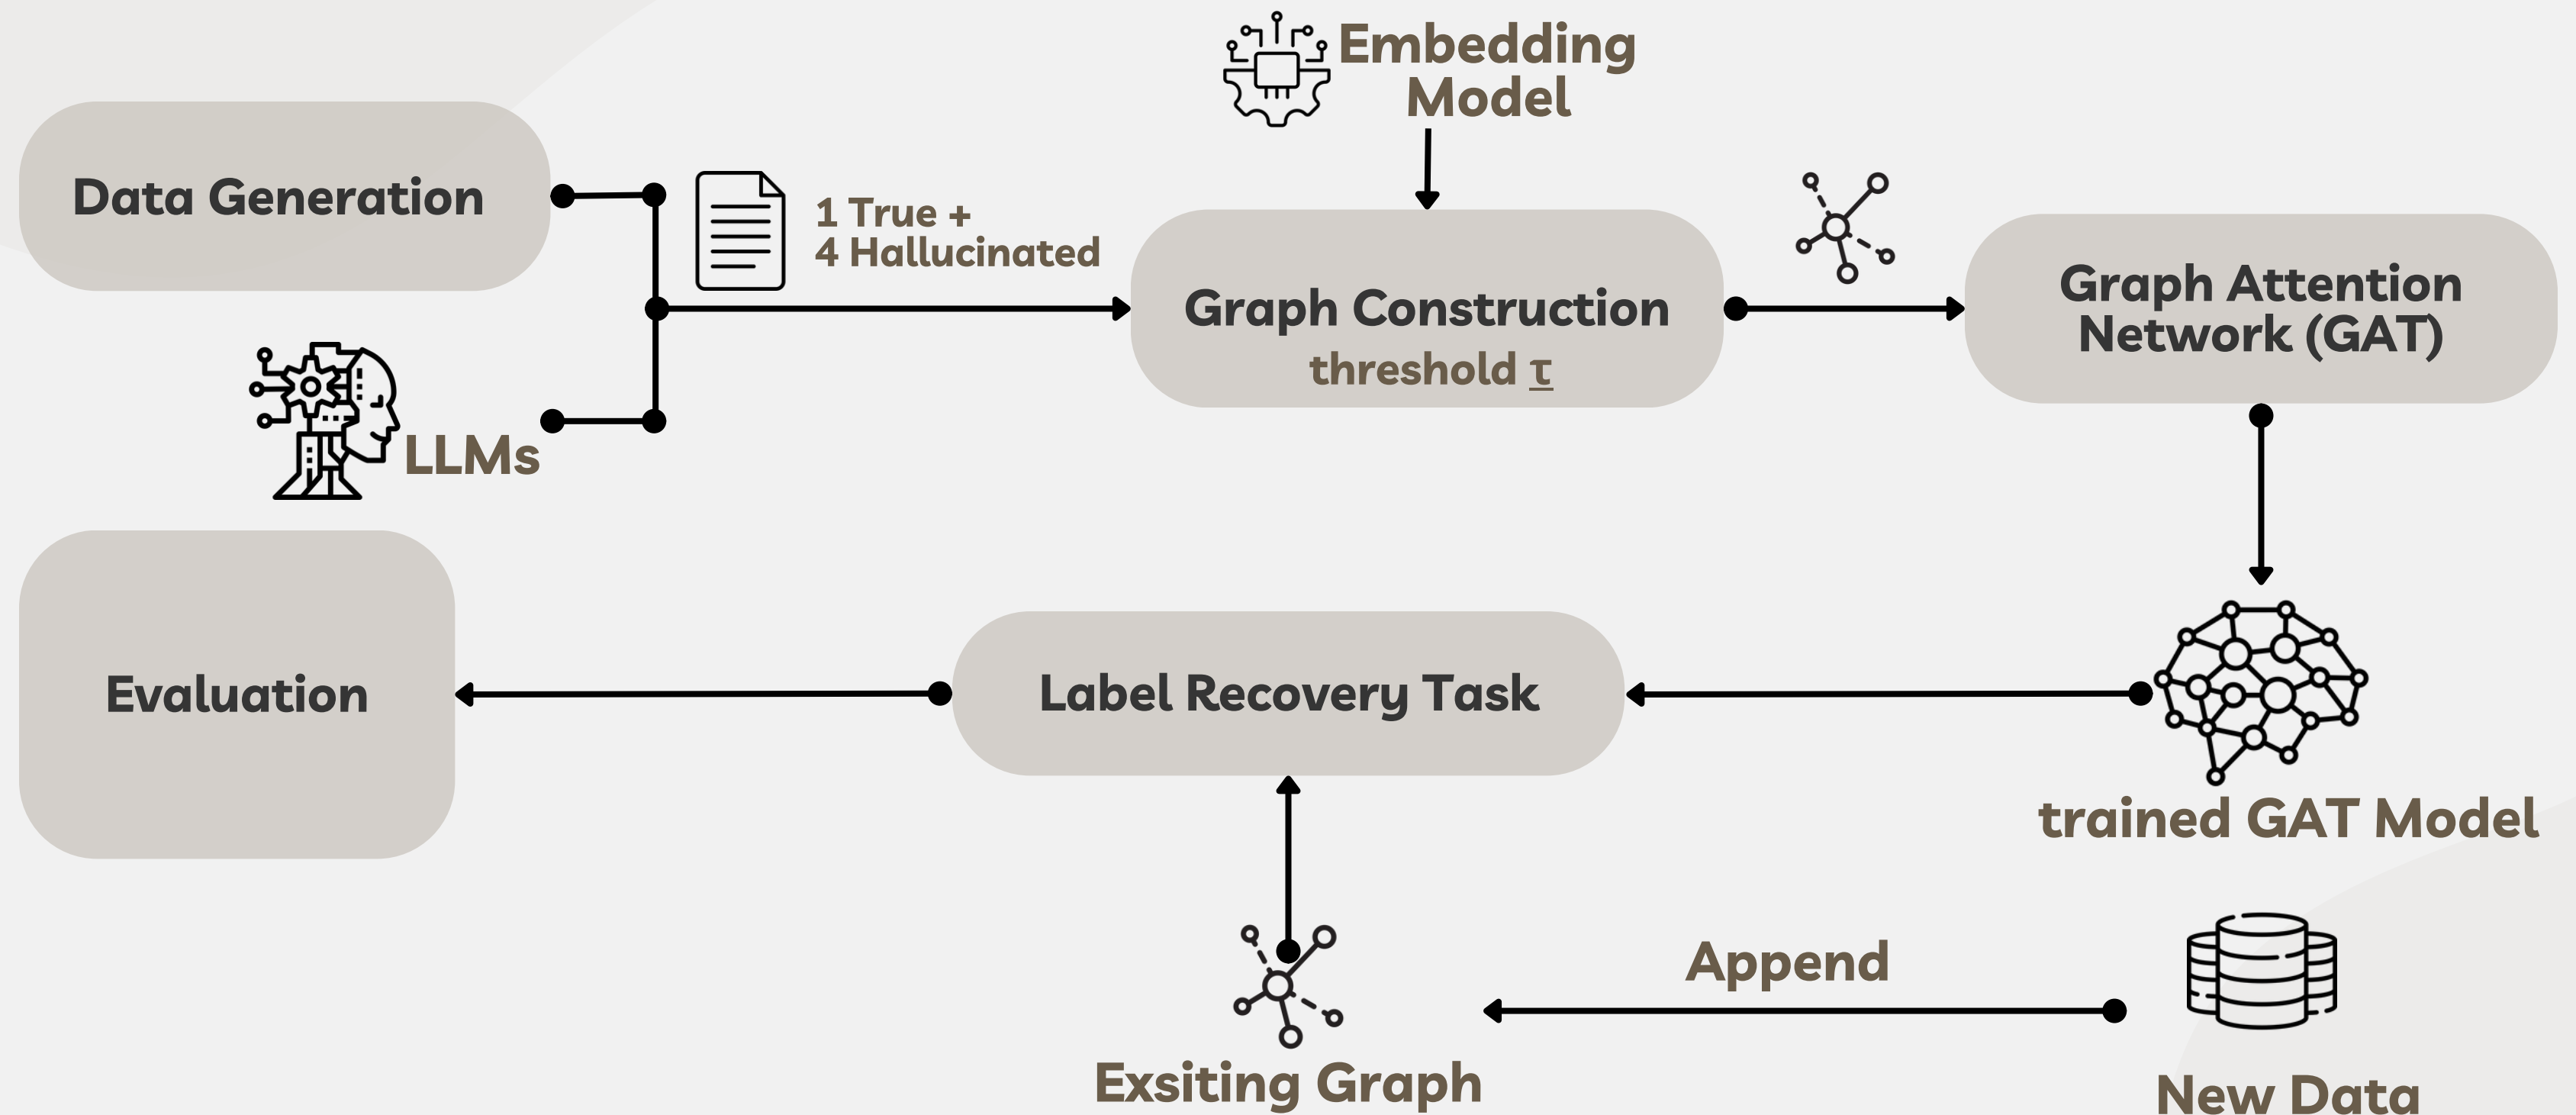 Embedding
Model
Data Generation
1 True +
4 Hallucinated
Graph Construction
threshold τ
Graph Attention
Network (GAT)
LLMs
Evaluation
Label Recovery Task
trained GAT Model
Append
Exsiting Graph
New Data